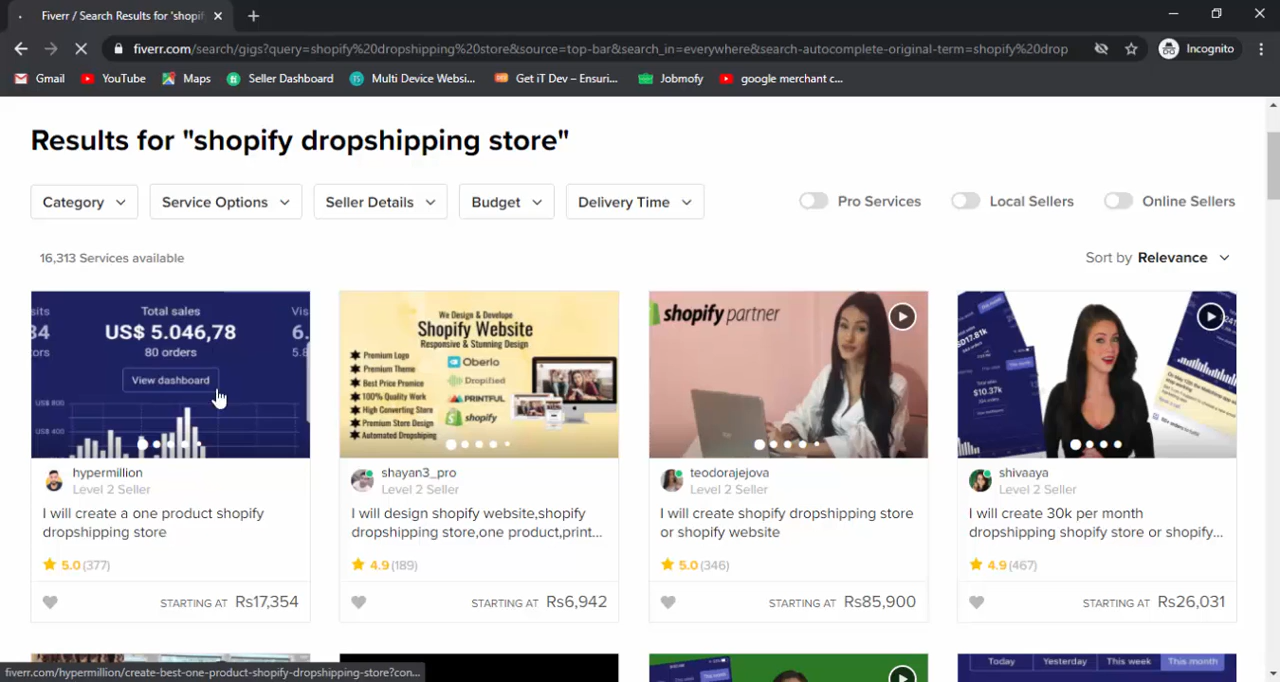 Fiverr / Search Results for 'shopif
fiverr.com/search/gigs?query=shopify%20dropshipping%20store&source=top-bar&search_in=everywhere&search-autocomplete-original-term=shopify%20drop
Incognito
Gmail YouTube Maps Seller Dashboard Multi Device Websi... Get iT Dev – Ensuri... Jobmofy google merchant c...
Results for "shopify dropshipping store"
Category Service Options Seller Details Budget Delivery Time Pro Services Local Sellers Online Sellers
16,313 Services available
Sort by Relevance
Total sales
US$ 5.046,78
80 orders
View dashboard
US$ 800
US$ 400
We Design & Develope
Shopify Website
Responsive & Stunning Design
Premium Logo
Premium Theme
Best Price Promice
100% Quality Work
High Converting Store
Premium Store Design
Automated Dropshiping
Oberlo
Dropified
PRINTFUL
shopify
shopify partner
hypermillion
Level 2 Seller
I will create a one product shopify
dropshipping store
5.0 (377)
STARTING AT Rs17,354
shayan3_pro
Level 2 Seller
I will design shopify website,shopify
dropshipping store,one product,print...
4.9 (189)
STARTING AT Rs6,942
teodorajejova
Level 2 Seller
I will create shopify dropshipping store
or shopify website
5.0 (346)
STARTING AT Rs85,900
shivaaya
Level 2 Seller
I will create 30k per month
dropshipping shopify store or shopify...
4.9 (467)
STARTING AT Rs26,031
Today Yesterday This week This month
fiverr.com/hypermillion/create-best-one-product-shopify-dropshipping-store?con...